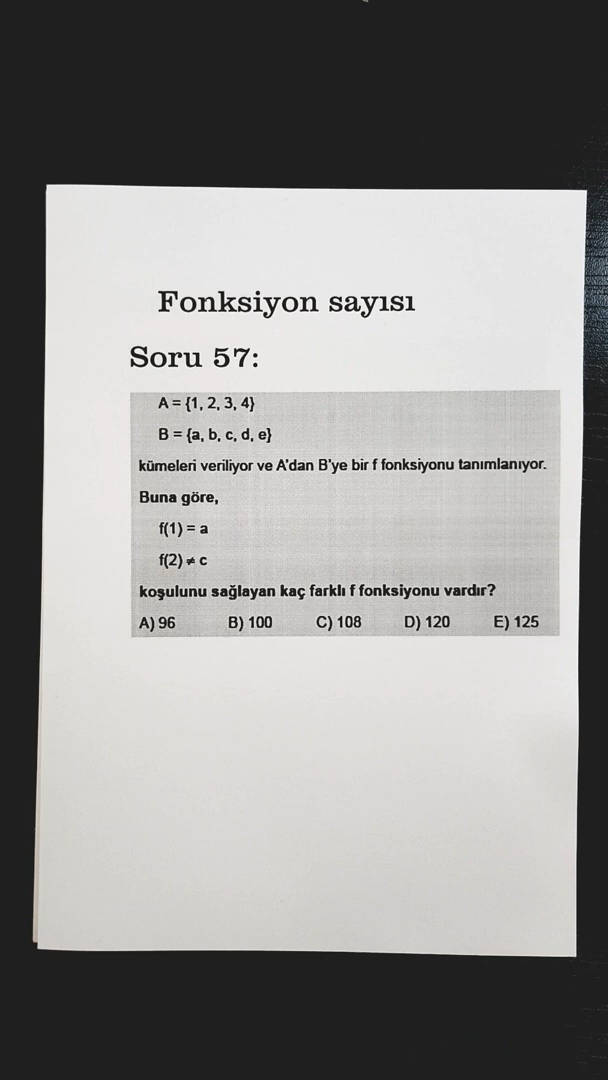 Fonksiyon sayısı
Soru 57:
A = {1, 2, 3, 4}
B = {a, b, c, d, e}
kümeleri veriliyor ve A'dan B'ye bir f fonksiyonu tanımlanıyor.
Buna göre,
f(1) = a
f(2) ≠ c
koşulunu sağlayan kaç farklı f fonksiyonu vardır?
A) 96 B) 100 C) 108 D) 120 E) 125